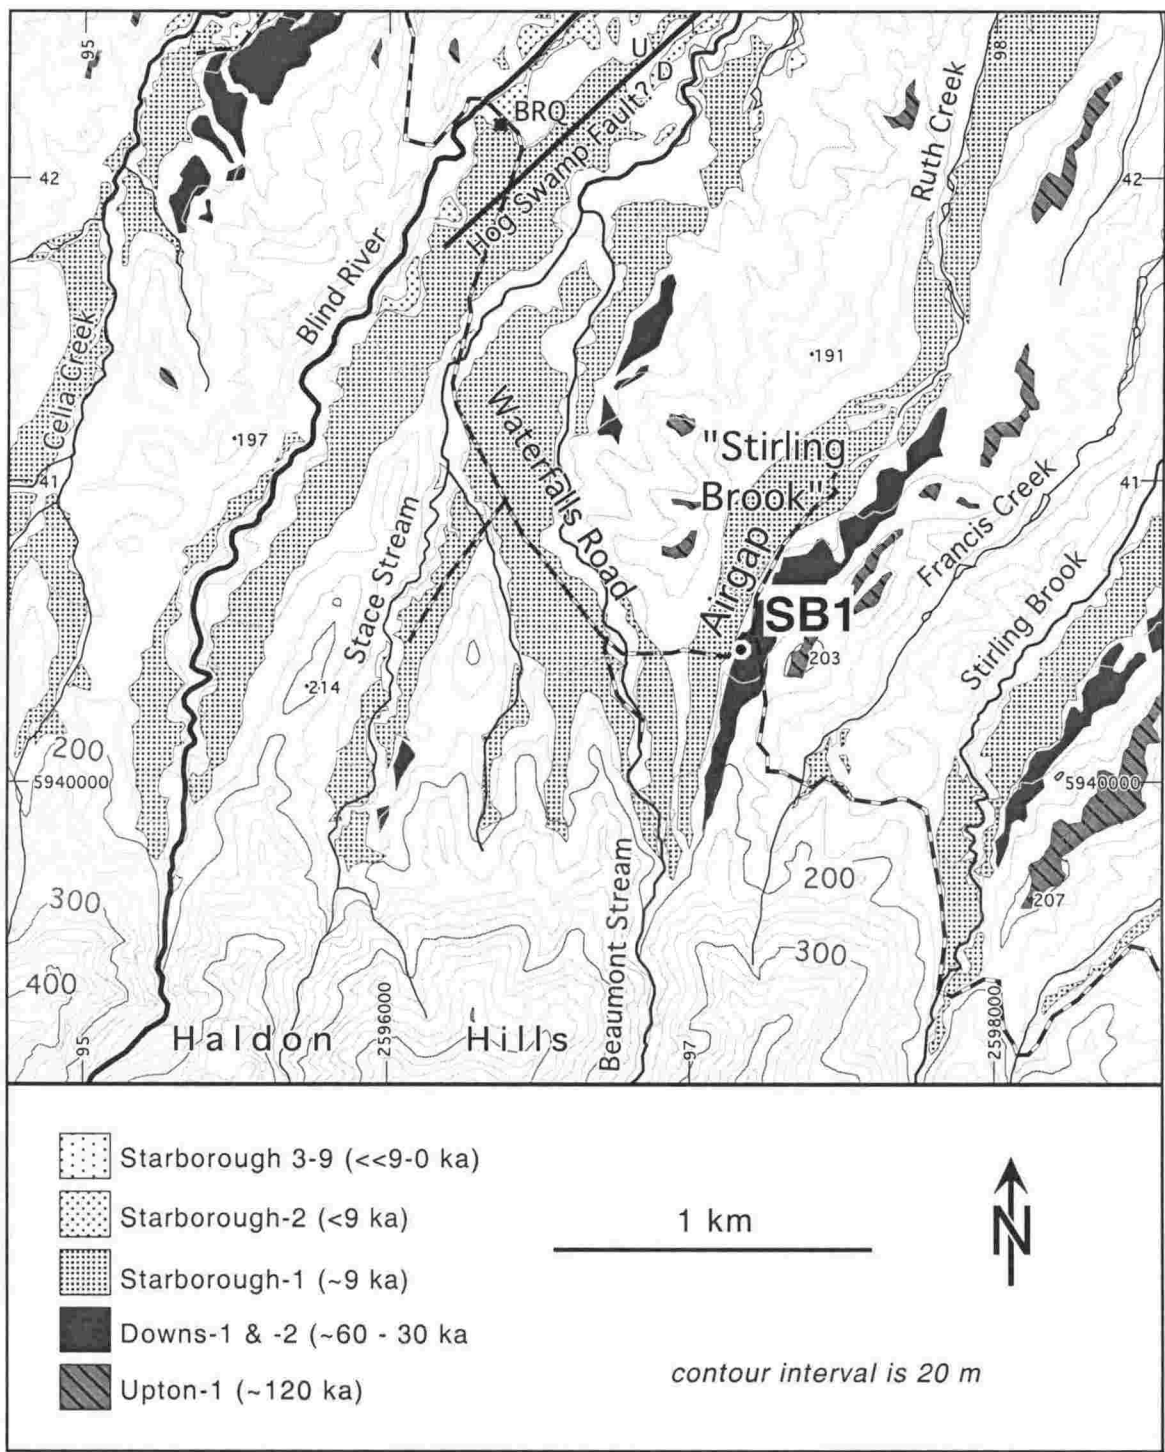 95
98
U
D
BRQ
Hog Swamp Fault?
Ruth Creek
42
42
Blind River
191
Celia Creek
197
Waterfalls Road
"Stirling
Brook"
Airgap
41
41
Stace Stream
Francis Creek
Stirling Brook
SB1
203
214
200
5940000
5940000
Beaumont Stream
200
207
300
300
400
2596000
2598000
Haldon Hills
95
97
Starborough 3-9 (<<9-0 ka)
Starborough-2 (<9 ka)
Starborough-1 (~9 ka)
Downs-1 & -2 (~60 - 30 ka
Upton-1 (~120 ka)
1 km
N
contour interval is 20 m